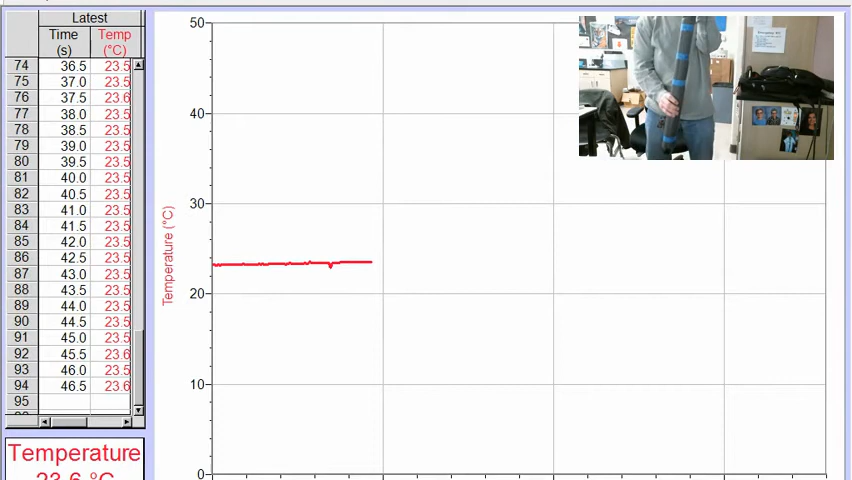 Latest
Time Temp
(s) (°C)
74 36.5 23.5
75 37.0 23.5
76 37.5 23.6
77 38.0 23.5
78 38.5 23.5
79 39.0 23.5
80 39.5 23.5
81 40.0 23.5
82 40.5 23.5
83 41.0 23.5
84 41.5 23.5
85 42.0 23.5
86 42.5 23.5
87 43.0 23.5
88 43.5 23.5
89 44.0 23.5
90 44.5 23.5
91 45.0 23.5
92 45.5 23.6
93 46.0 23.5
94 46.5 23.6
95
Temperature
23.6 °C
50
40
30
20
10
0
Temperature (°C)